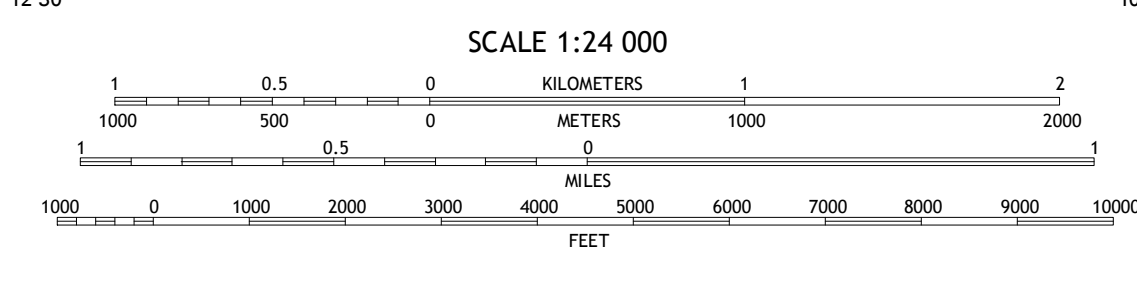 SCALE 1:24 000
1 0.5 0 KILOMETERS 1 2
1000 500 0 METERS 1000 2000
1 0.5 0 1
MILES
1000 0 1000 2000 3000 4000 5000 6000 7000 8000 9000 10000
FEET